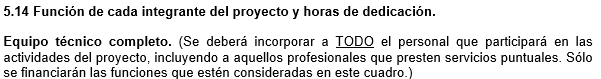 5.14 Función de cada integrante del proyecto y horas de dedicación.
Equipo técnico completo. (Se deberá incorporar a TODO el personal que participará en las
actividades del proyecto, incluyendo a aquellos profesionales que presten servicios puntuales. Sólo
se financiarán las funciones que estén consideradas en este cuadro.)